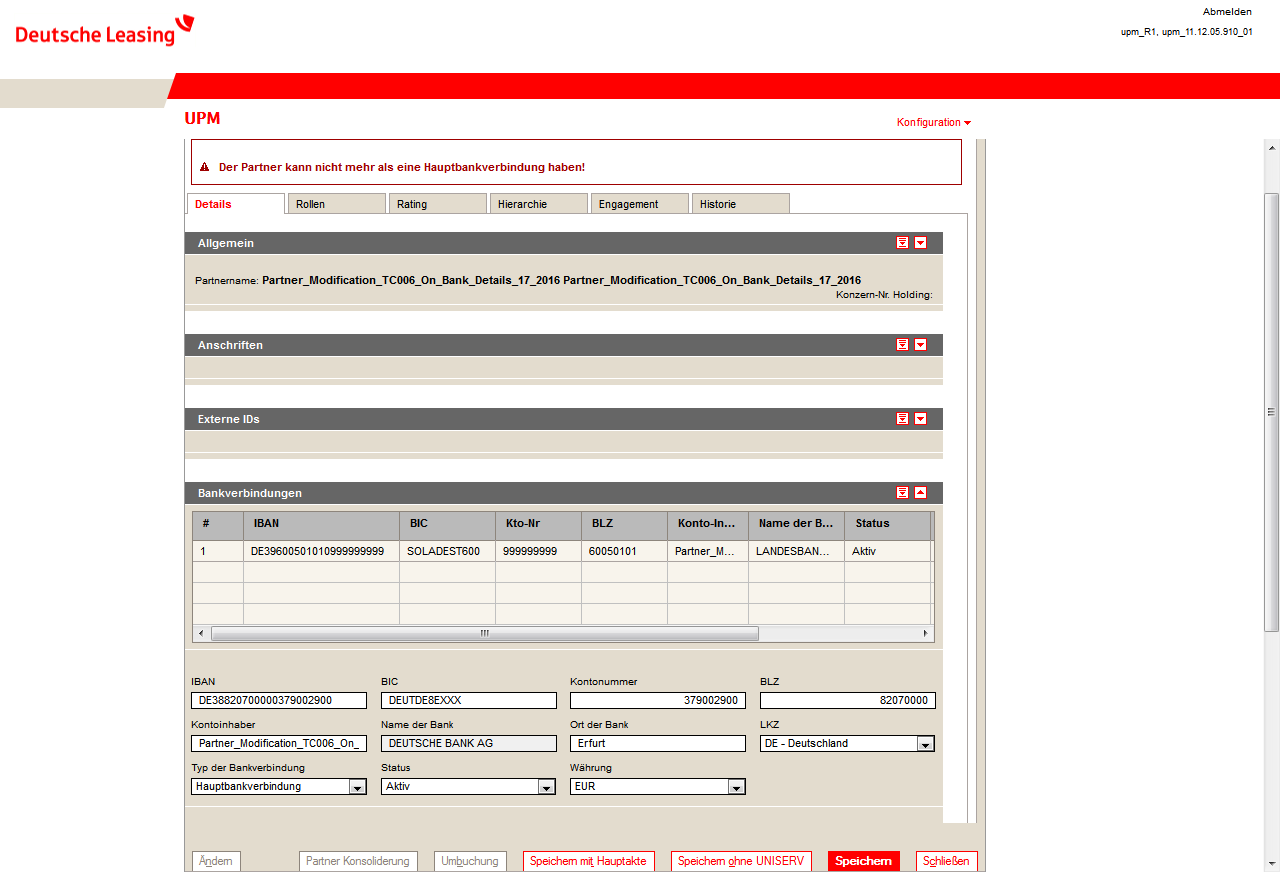 Deutsche Leasing
Abmelden
upm_R1, upm_11.12.05.910_01
UPM
Konfiguration
Der Partner kann nicht mehr als eine Hauptbankverbindung haben!
Details Rollen Rating Hierarchie Engagement Historie
Allgemein
Partnername: Partner_Modification_TC006_On_Bank_Details_17_2016 Partner_Modification_TC006_On_Bank_Details_17_2016
Konzern-Nr. Holding:
Anschriften
Externe IDs
Bankverbindungen
# IBAN BIC Kto-Nr BLZ Konto-In... Name der B... Status
1 DE39600501010999999999 SOLADEST600 999999999 60050101 Partner_M... LANDESBAN... Aktiv
IBAN BIC Kontonummer BLZ
DE38820700000379002900 DEUTDE8EXXX 379002900 82070000
Kontoinhaber Name der Bank Ort der Bank LKZ
Partner_Modification_TC006_On_ DEUTSCHE BANK AG Erfurt DE - Deutschland
Typ der Bankverbindung Status Währung
Hauptbankverbindung Aktiv EUR
Ändern Partner Konsolidierung Umbuchung Speichern mit Hauptakte Speichern ohne UNISERV Speichern Schließen